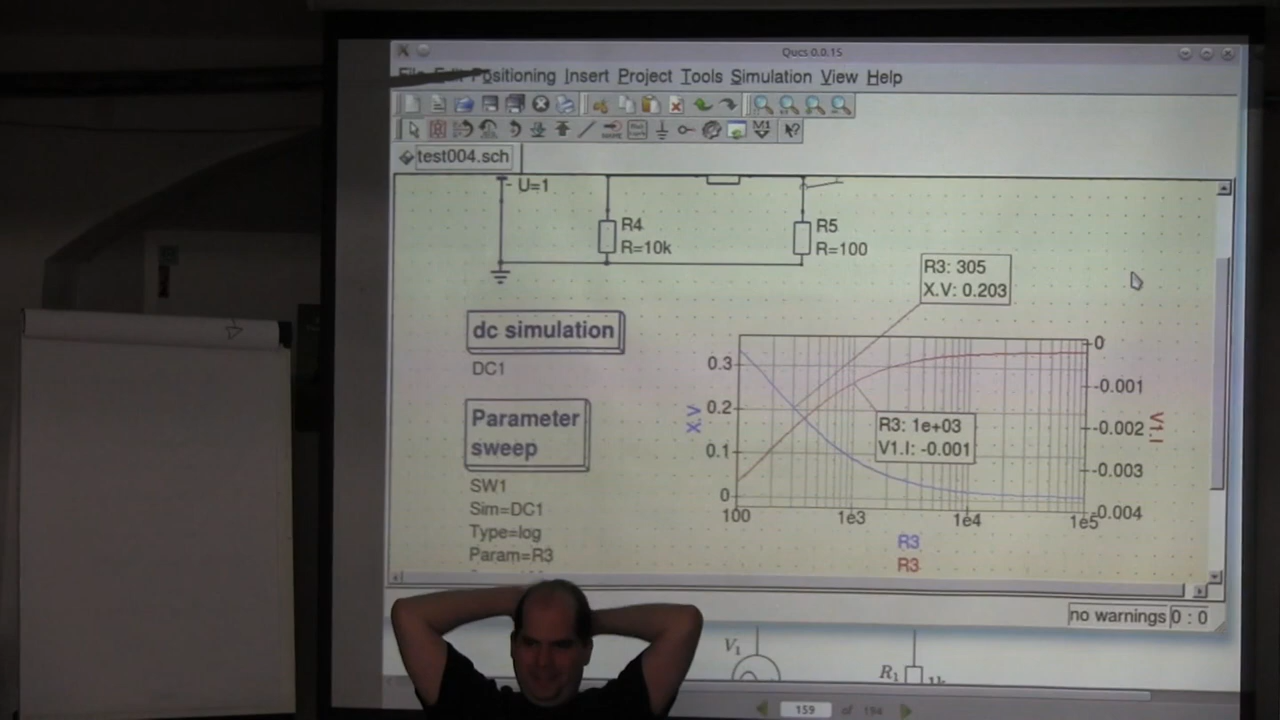 Qucs 0.0.15
File Edit Positioning Insert Project Tools Simulation View Help
test004.sch
U=1
R4
R=10k
R5
R=100
R3: 305
X.V: 0.203
dc simulation
DC1
Parameter
sweep
SW1
Sim=DC1
Type=log
Param=R3
0.3
0.2
0.1
0
X.V
0
-0.001
-0.002
-0.003
-0.004
V1.I
R3: 1e+03
V1.I: -0.001
100 1e3 1e4 1e5
R3
R3
no warnings 0 : 0
V1
R1
159 of 194